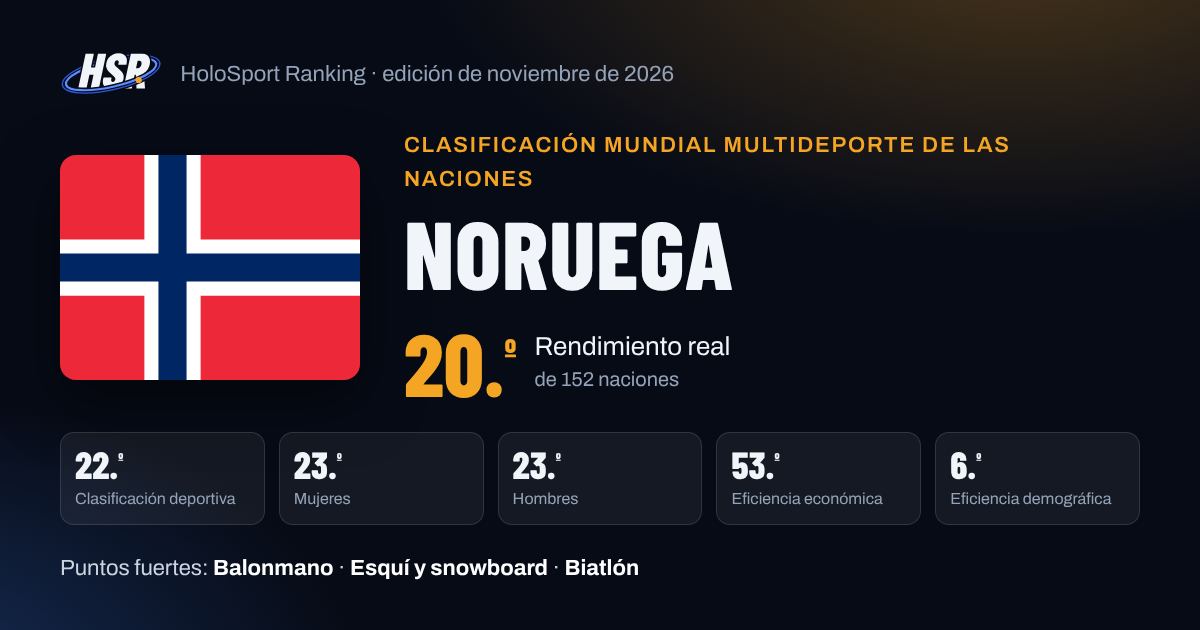 HSR HoloSport Ranking · edición de noviembre de 2026
CLASIFICACIÓN MUNDIAL MULTIDEPORTE DE LAS
NACIONES
NORUEGA
20.º Rendimiento real
de 152 naciones
22.º
Clasificación deportiva
23.º
Mujeres
23.º
Hombres
53.º
Eficiencia económica
6.º
Eficiencia demográfica
Puntos fuertes: Balonmano · Esquí y snowboard · Biatlón